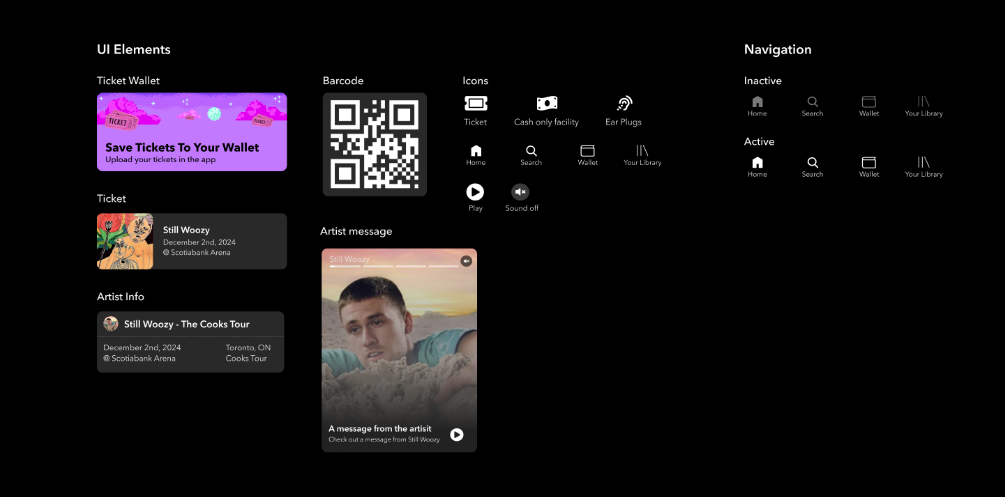 UI Elements
Navigation
Ticket Wallet
TICKET
TICKET
Save Tickets To Your Wallet
Upload your tickets in the app
Ticket
Still Woozy
December 2nd, 2024
@ Scotiabank Arena
Artist Info
Still Woozy - The Cooks Tour
December 2nd, 2024
Toronto, ON
@ Scotiabank Arena
Cooks Tour
Barcode
Icons
Ticket
Cash only facility
Ear Plugs
Home
Search
Wallet
Your Library
Play
Sound off
Artist message
Still Woozy
A message from the artisit
Check out a message from Still Woozy
Inactive
Home
Search
Wallet
Your Library
Active
Home
Search
Wallet
Your Library